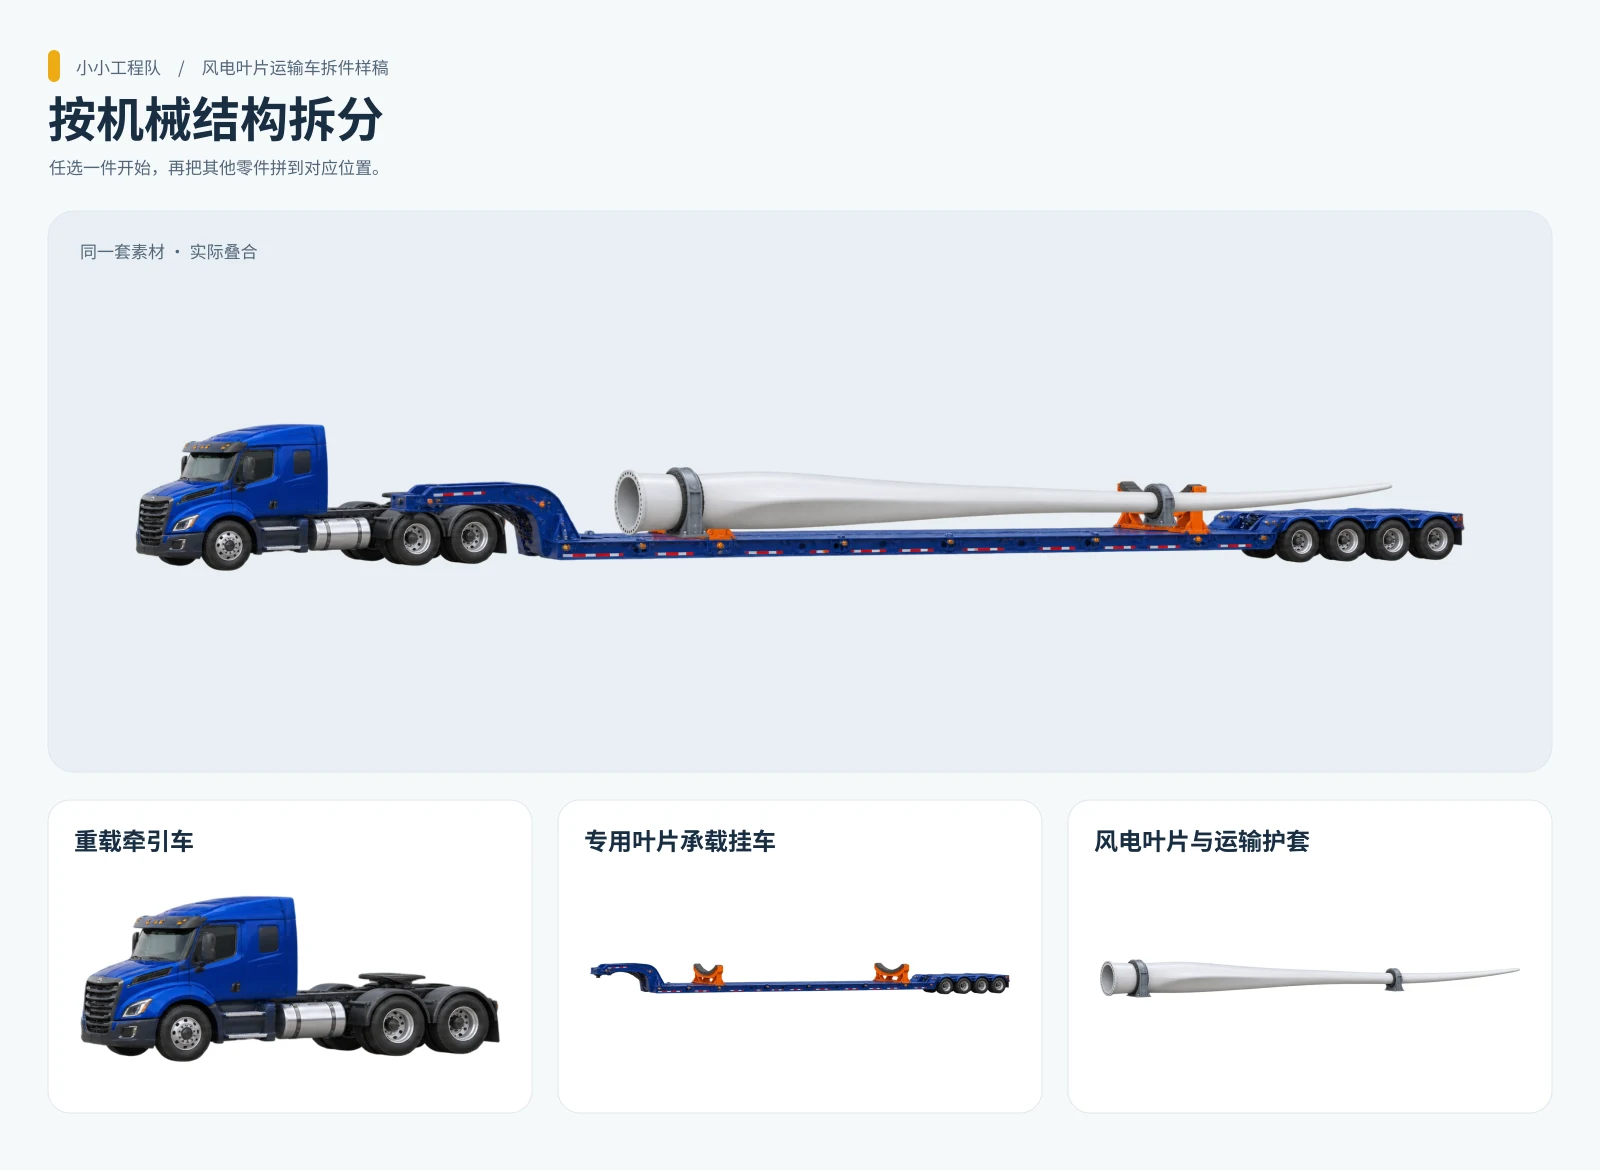 小小工程队 / 风电叶片运输车拆件样稿
按机械结构拆分
任选一件开始，再把其他零件拼到对应位置。
同一套素材 · 实际叠合
重载牵引车
专用叶片承载挂车
风电叶片与运输护套